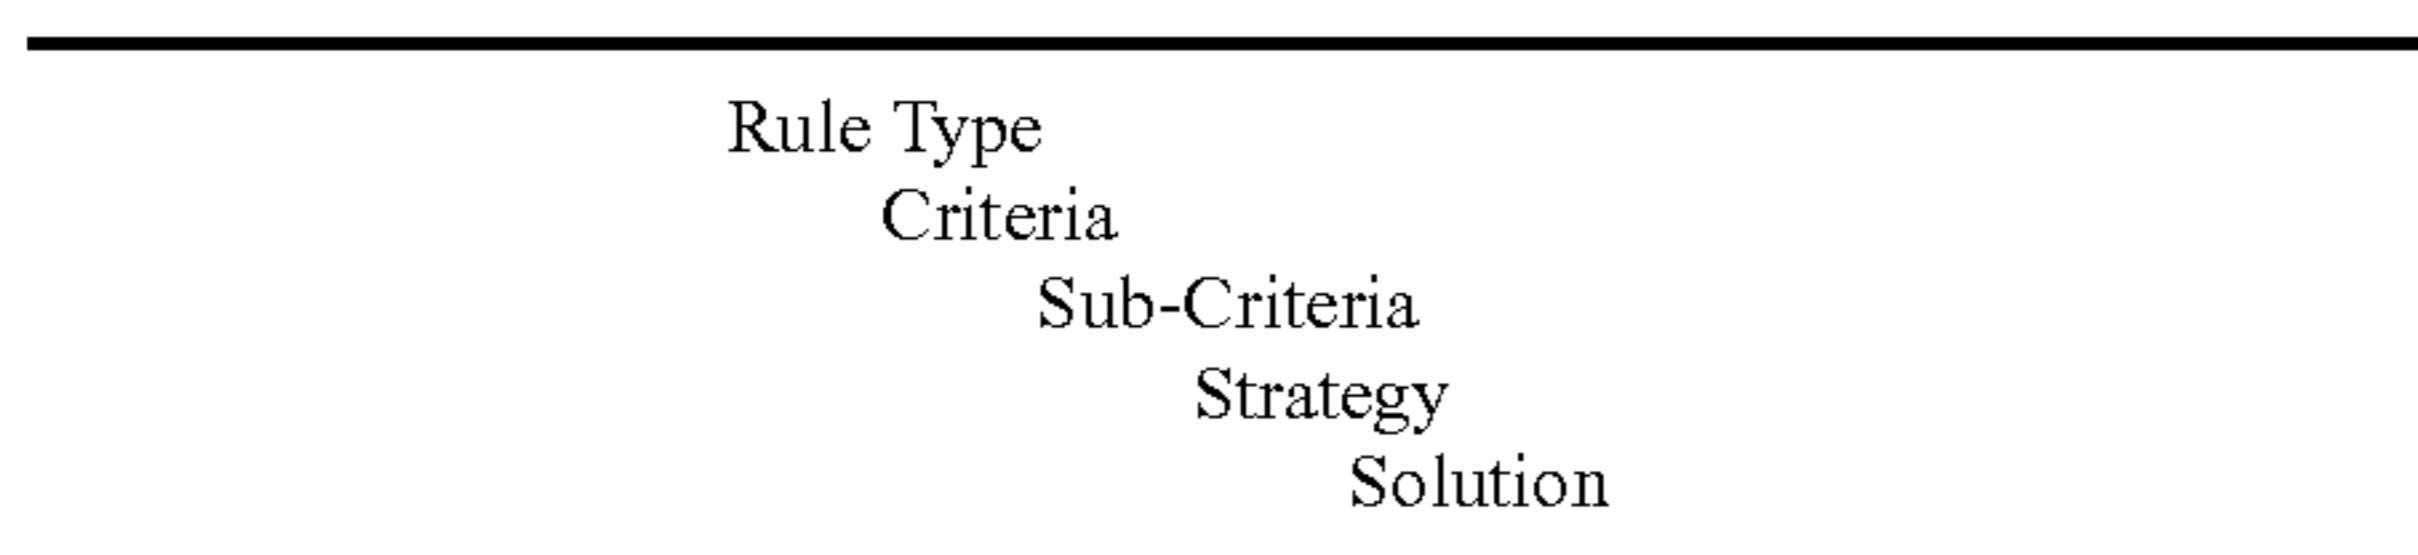 Rule Type
Criteria
Sub-Criteria
Strategy
Solution